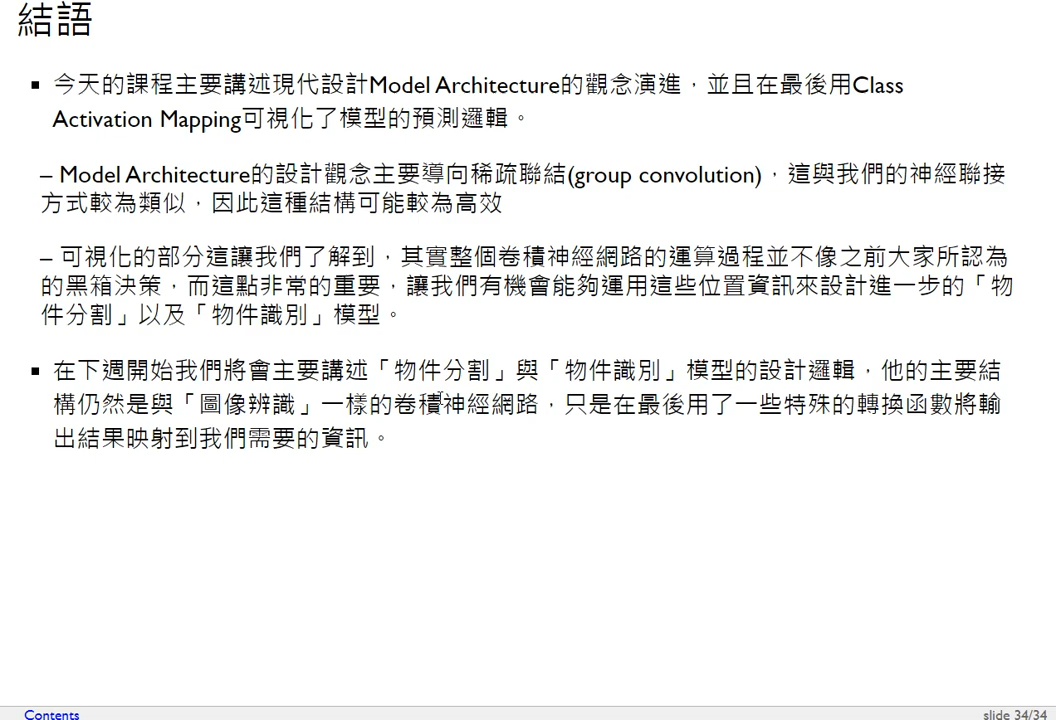 結語
▪ 今天的課程主要講述現代設計Model Architecture的觀念演進，並且在最後用Class
Activation Mapping可視化了模型的預測邏輯。
– Model Architecture的設計觀念主要導向稀疏聯結(group convolution)，這與我們的神經聯接
方式較為類似，因此這種結構可能較為高效
– 可視化的部分這讓我們了解到，其實整個卷積神經網路的運算過程並不像之前大家所認為
的黑箱決策，而這點非常的重要，讓我們有機會能夠運用這些位置資訊來設計進一步的「物
件分割」以及「物件識別」模型。
▪ 在下週開始我們將會主要講述「物件分割」與「物件識別」模型的設計邏輯，他的主要結
構仍然是與「圖像辨識」一樣的卷積神經網路，只是在最後用了一些特殊的轉換函數將輸
出結果映射到我們需要的資訊。
Contents
slide 34/34